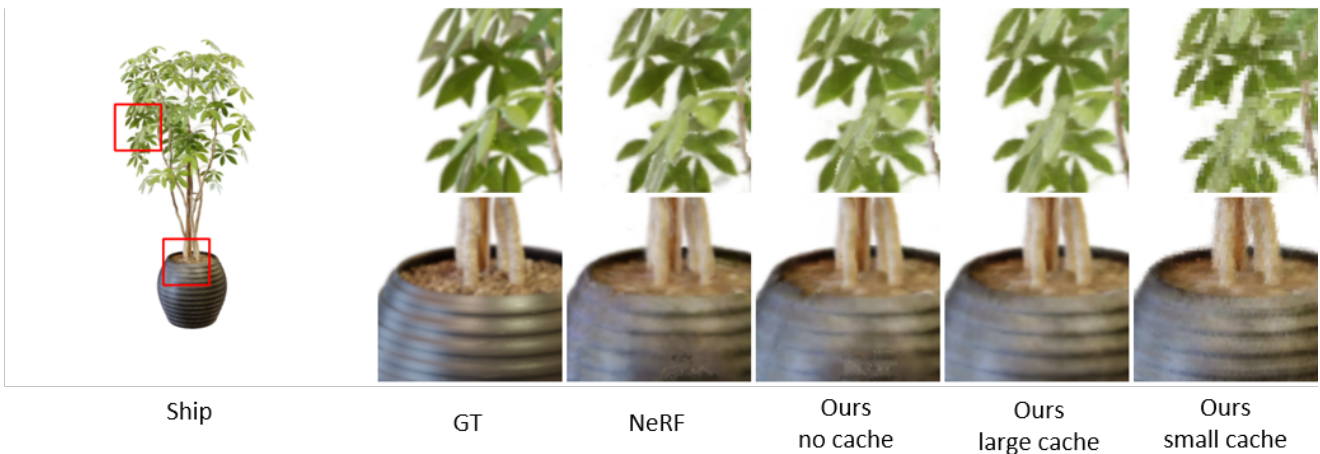 Ship
GT
NeRF
Ours
no cache
Ours
large cache
Ours
small cache